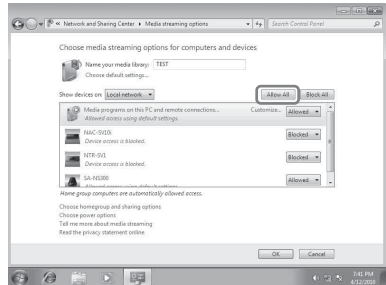 « Network and Sharing Center ▸ Media streaming options
Search Control Panel
Choose media streaming options for computers and devices
Name your media library: TEST
Choose default settings...
Show devices on: Local network
Allow All
Block All
Media programs on this PC and remote connections...
Customize...
Allowed
Allowed access using default settings.
NAC-SV10i
Device access is blocked.
Blocked
NTR-SV1
Device access is blocked.
Blocked
SA-NS300
Allowed access using default settings.
Allowed
Home group computers are automatically allowed access.
Choose homegroup and sharing options
Choose power options
Tell me more about media streaming
Read the privacy statement online
OK
Cancel
7:41 PM
4/12/2010